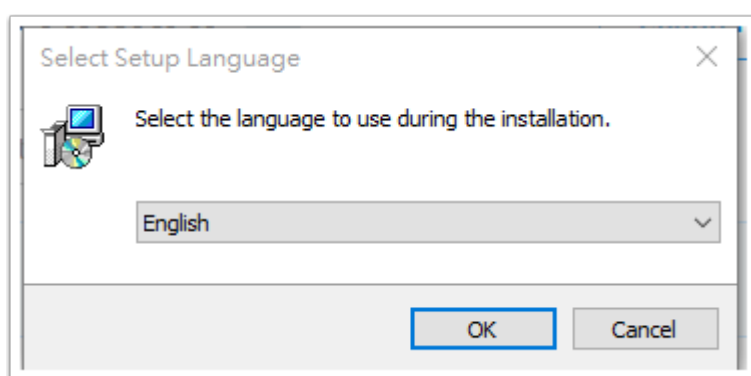 Select Setup Language
Select the language to use during the installation.
English
OK
Cancel